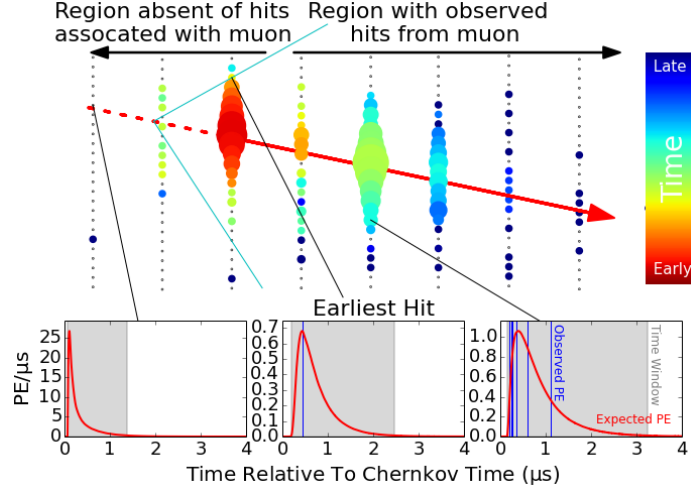 Region absent of hits
assocated with muon
Region with observed
hits from muon
Late
Time
Early
Earliest Hit
PE/μs
25
20
15
10
5
0
0 1 2 3 4
0.7
0.6
0.5
0.4
0.3
0.2
0.1
0.0
0 1 2 3 4
1.0
0.8
0.6
0.4
0.2
0.0
0 1 2 3 4
Observed PE
Time Window
Expected PE
Time Relative To Chernkov Time (μs)